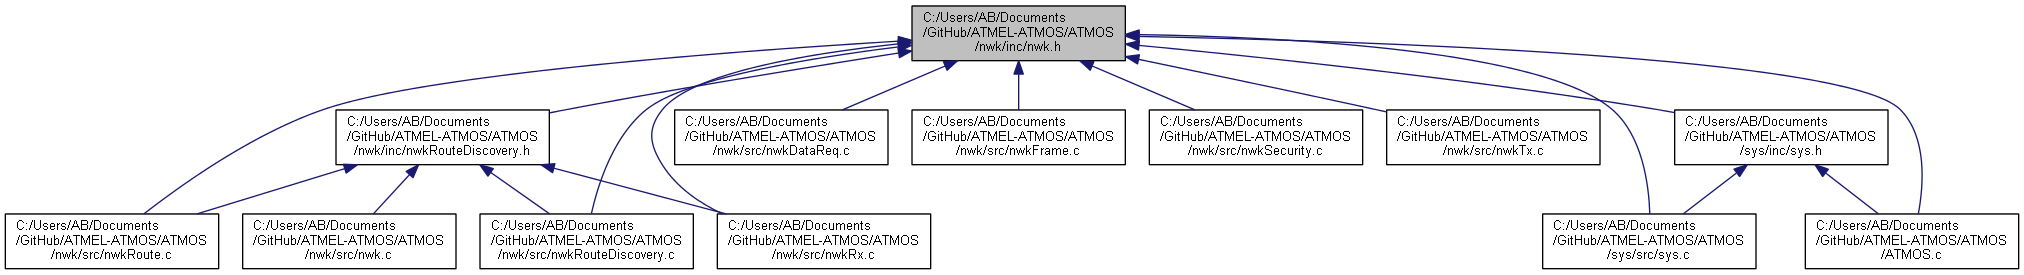 C:/Users/AB/Documents
/GitHub/ATMEL-ATMOS/ATMOS
/nwk/inc/nwk.h
C:/Users/AB/Documents
/GitHub/ATMEL-ATMOS/ATMOS
/nwk/inc/nwkRouteDiscovery.h
C:/Users/AB/Documents
/GitHub/ATMEL-ATMOS/ATMOS
/nwk/src/nwkDataReq.c
C:/Users/AB/Documents
/GitHub/ATMEL-ATMOS/ATMOS
/nwk/src/nwkFrame.c
C:/Users/AB/Documents
/GitHub/ATMEL-ATMOS/ATMOS
/nwk/src/nwkSecurity.c
C:/Users/AB/Documents
/GitHub/ATMEL-ATMOS/ATMOS
/nwk/src/nwkTx.c
C:/Users/AB/Documents
/GitHub/ATMEL-ATMOS/ATMOS
/sys/inc/sys.h
C:/Users/AB/Documents
/GitHub/ATMEL-ATMOS/ATMOS
/nwk/src/nwkRoute.c
C:/Users/AB/Documents
/GitHub/ATMEL-ATMOS/ATMOS
/nwk/src/nwk.c
C:/Users/AB/Documents
/GitHub/ATMEL-ATMOS/ATMOS
/nwk/src/nwkRouteDiscovery.c
C:/Users/AB/Documents
/GitHub/ATMEL-ATMOS/ATMOS
/nwk/src/nwkRx.c
C:/Users/AB/Documents
/GitHub/ATMEL-ATMOS/ATMOS
/sys/src/sys.c
C:/Users/AB/Documents
/GitHub/ATMEL-ATMOS/ATMOS
/ATMOS.c